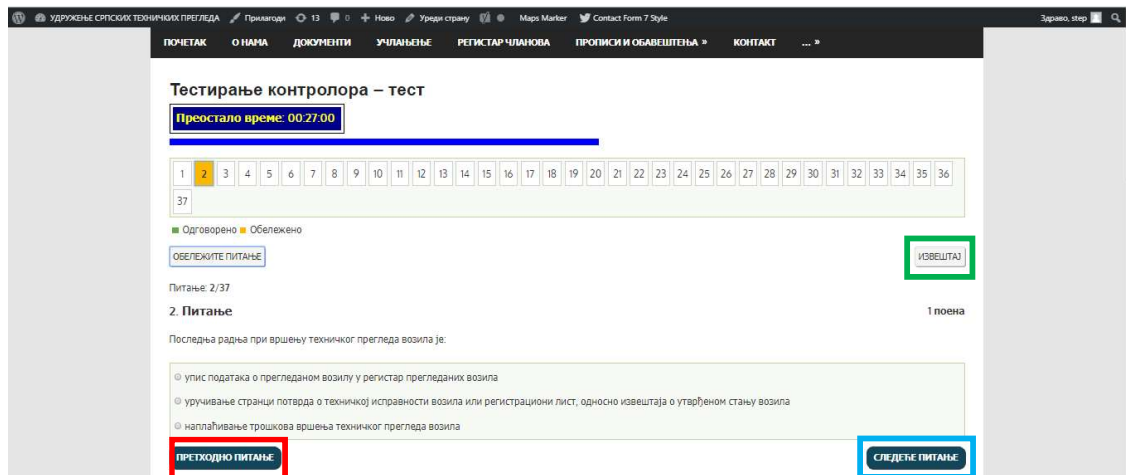 УДРУЖЕЊЕ СРПСКИХ ТЕХНИЧКИХ ПРЕГЛЕДА Прилагоди 13 0 Ново Уреди страну Maps Marker Contact Form 7 Style Здраво, step
ПОЧЕТАК О НАМА ДОКУМЕНТИ УЧЛАЊЕЊЕ РЕГИСТАР ЧЛАНОВА ПРОПИСИ И ОБАВЕШТЕЊА » КОНТАКТ ... »
Тестирање контролора – тест
Преостало време: 00:27:00
1 2 3 4 5 6 7 8 9 10 11 12 13 14 15 16 17 18 19 20 21 22 23 24 25 26 27 28 29 30 31 32 33 34 35 36
37
Одговорено Обележено
ОБЕЛЕЖИТЕ ПИТАЊЕ ИЗВЕШТАЈ
Питање: 2/37
2. Питање 1 поена
Последња радња при вршењу техничког прегледа возила је:
упис података о прегледаном возилу у регистар прегледаних возила
уручивање странци потврда о техничкој исправности возила или регистрациони лист, односно извештаја о утврђеном стању возила
наплаћивање трошкова вршења техничког прегледа возила
ПРЕТХОДНО ПИТАЊЕ СЛЕДЕЋЕ ПИТАЊЕ